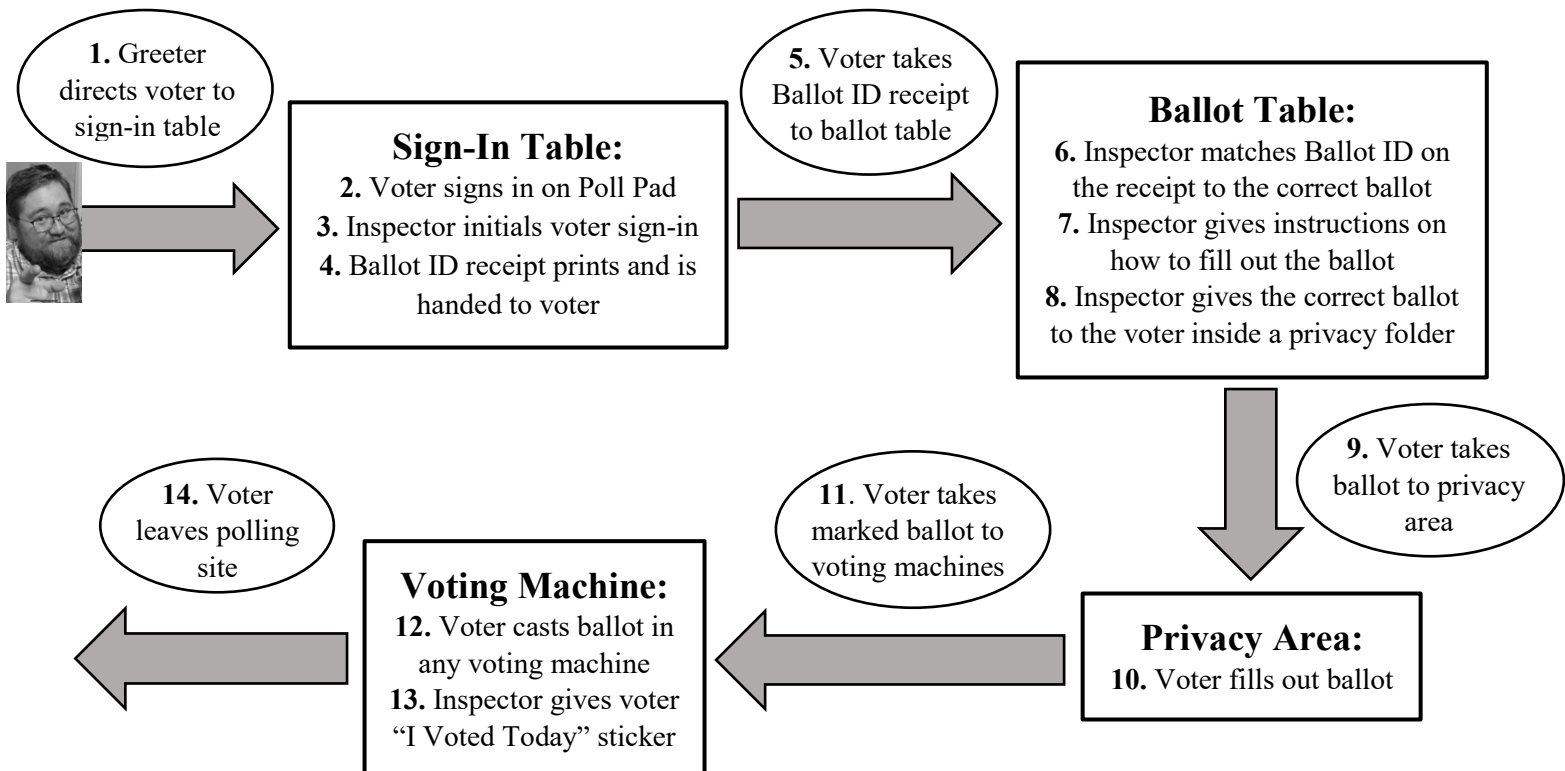 1. Greeter
directs voter to
sign-in table
Sign-In Table:
2. Voter signs in on Poll Pad
3. Inspector initials voter sign-in
4. Ballot ID receipt prints and is
handed to voter
5. Voter takes
Ballot ID receipt
to ballot table
Ballot Table:
6. Inspector matches Ballot ID on
the receipt to the correct ballot
7. Inspector gives instructions on
how to fill out the ballot
8. Inspector gives the correct ballot
to the voter inside a privacy folder
9. Voter takes
ballot to privacy
area
Privacy Area:
10. Voter fills out ballot
11. Voter takes
marked ballot to
voting machines
Voting Machine:
12. Voter casts ballot in
any voting machine
13. Inspector gives voter
“I Voted Today” sticker
14. Voter
leaves polling
site